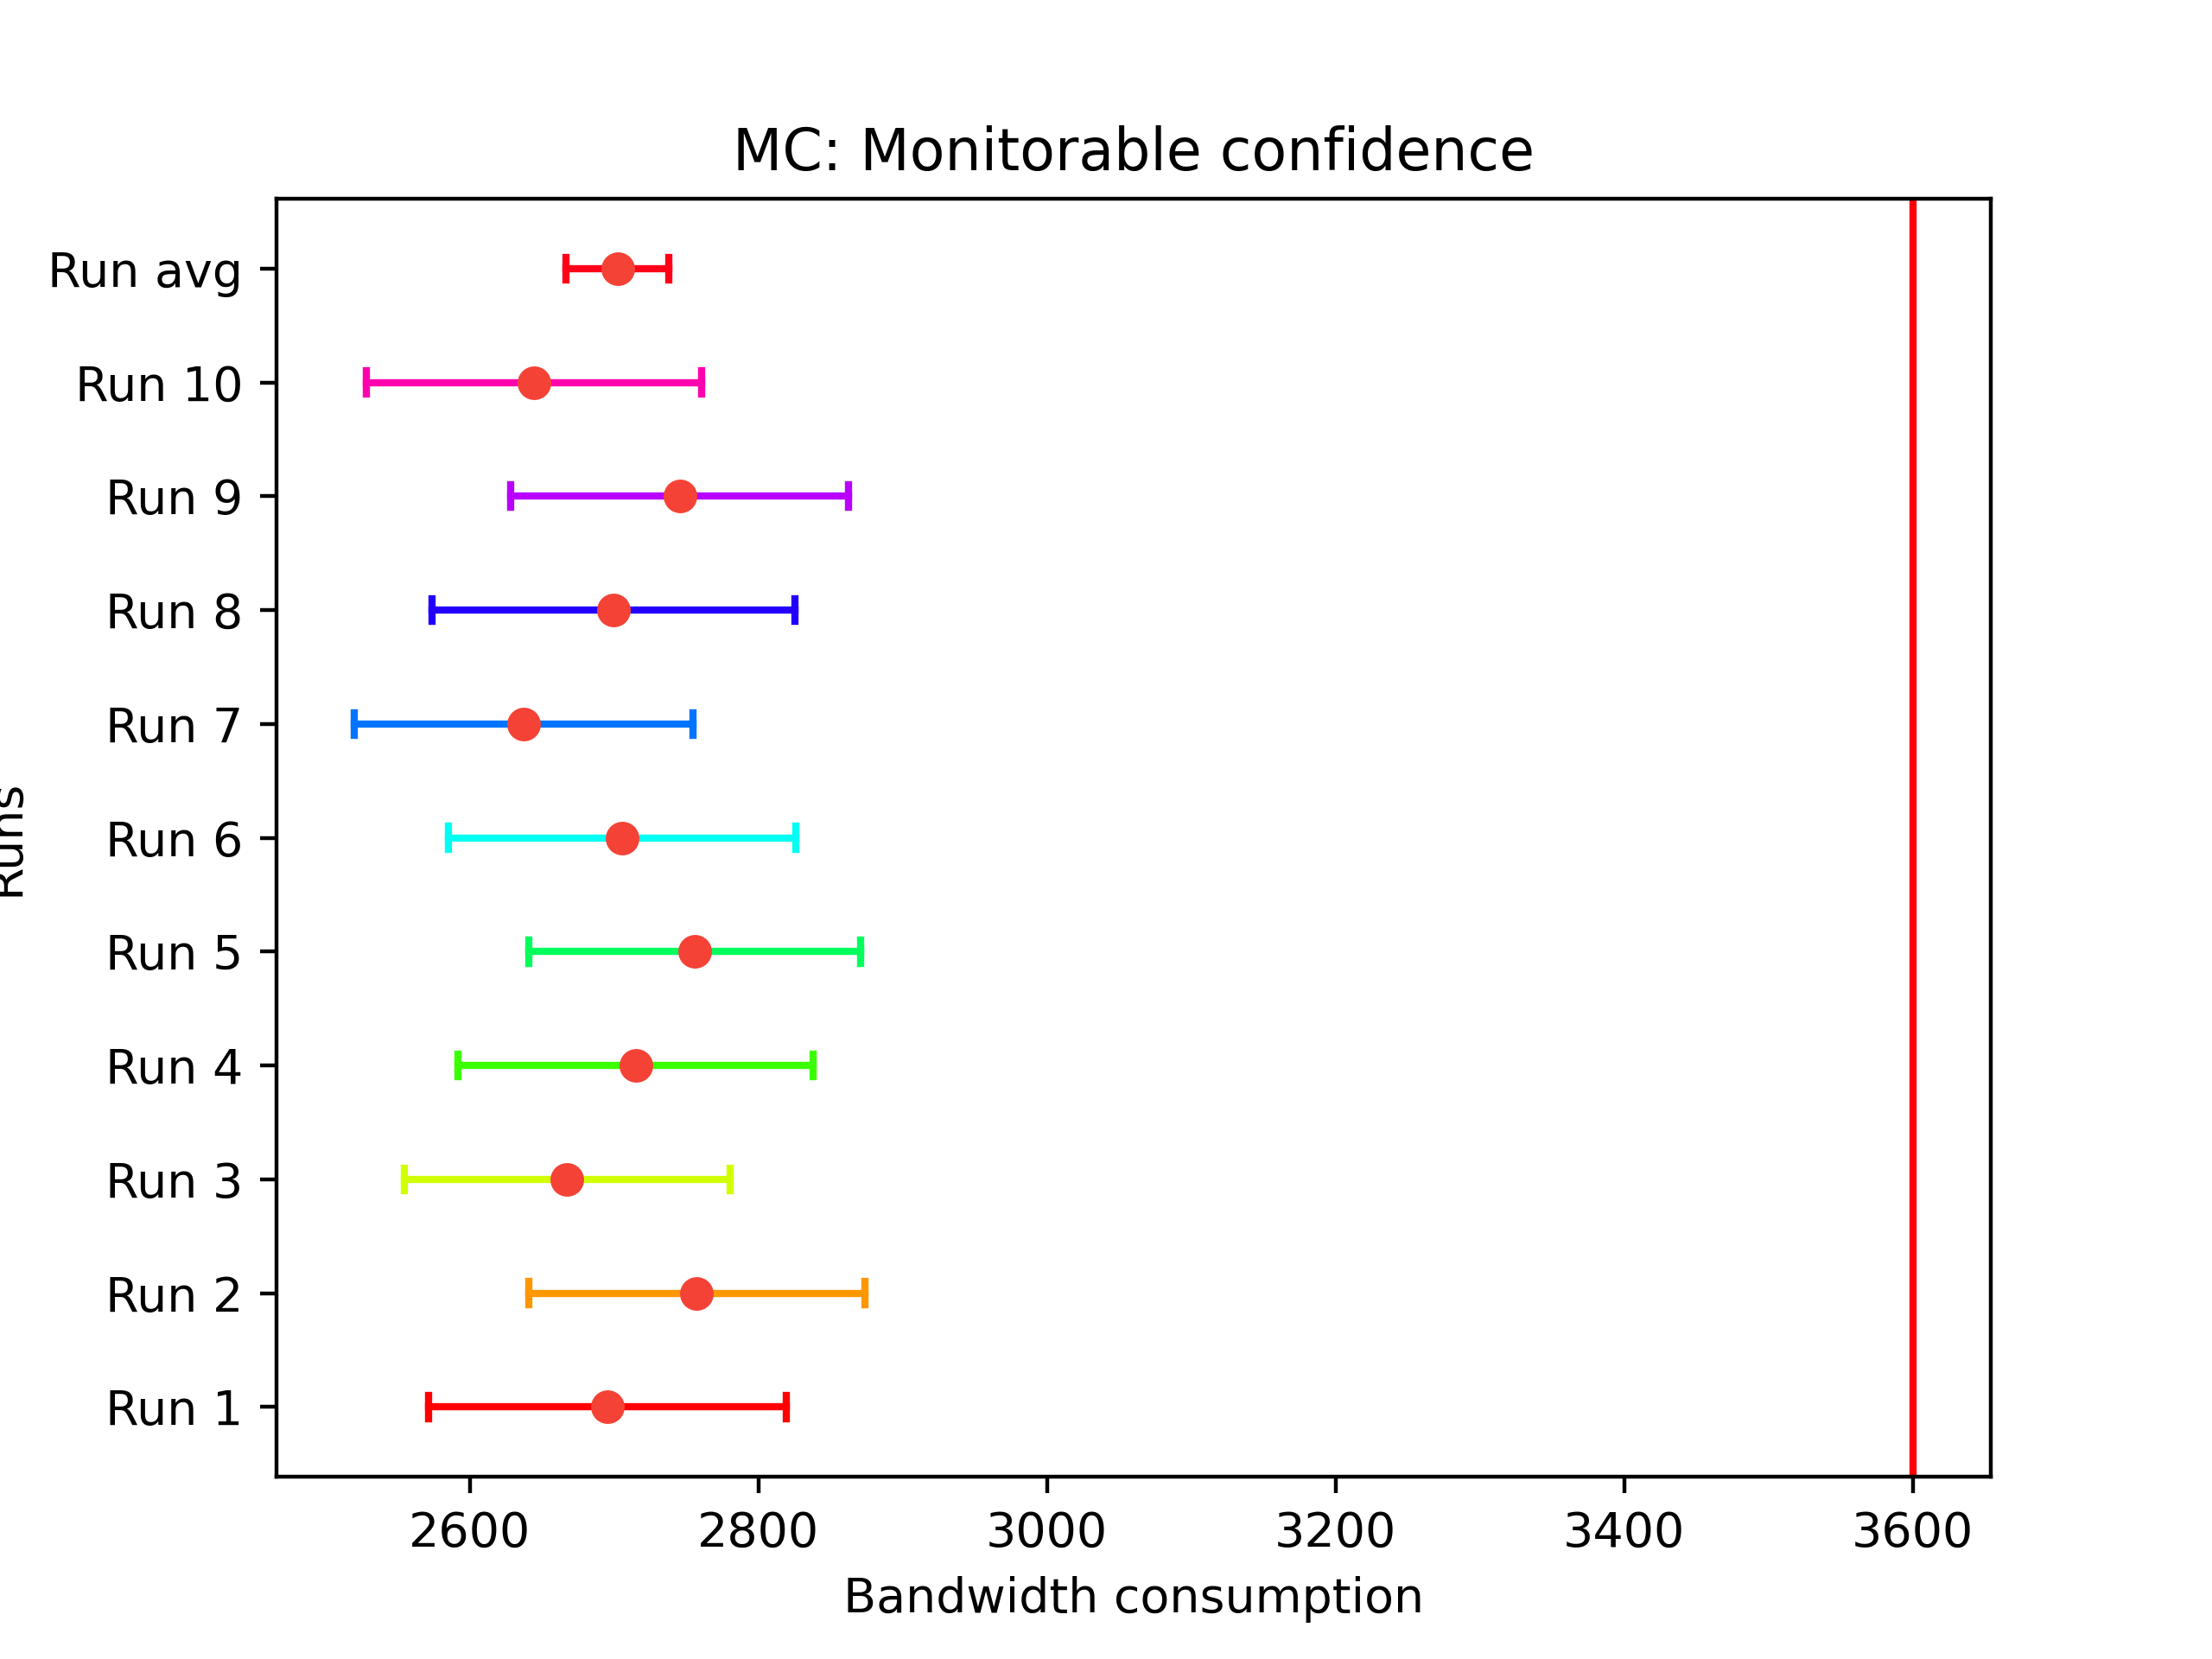 MC: Monitorable confidence
Run avg
Run 10
Run 9
Run 8
Run 7
Run 6
Run 5
Run 4
Run 3
Run 2
Run 1
Runs
2600 2800 3000 3200 3400 3600
Bandwidth consumption